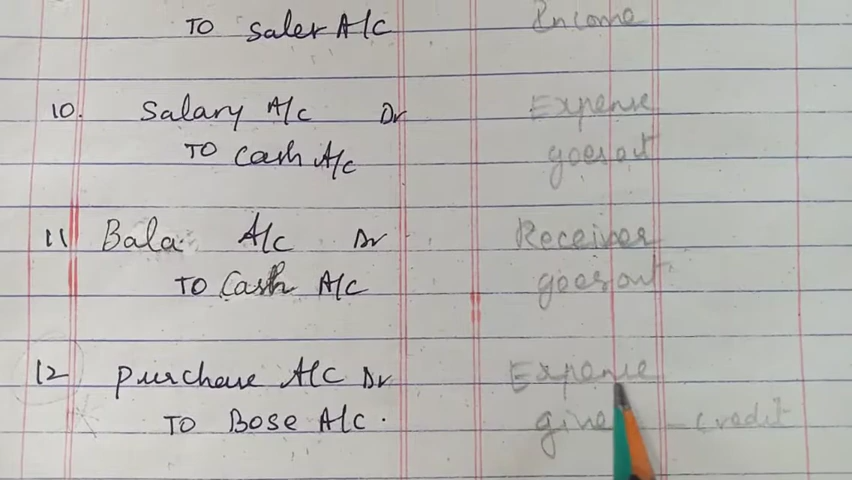 TO Sales A/c Income
10. Salary A/c Dr Expense
TO Cash A/c goes out
11 Bala A/c Dr Receiver
TO Cash A/c goes out
12 Purchase A/C Dr Expense
TO Bose A/c. giver - credit